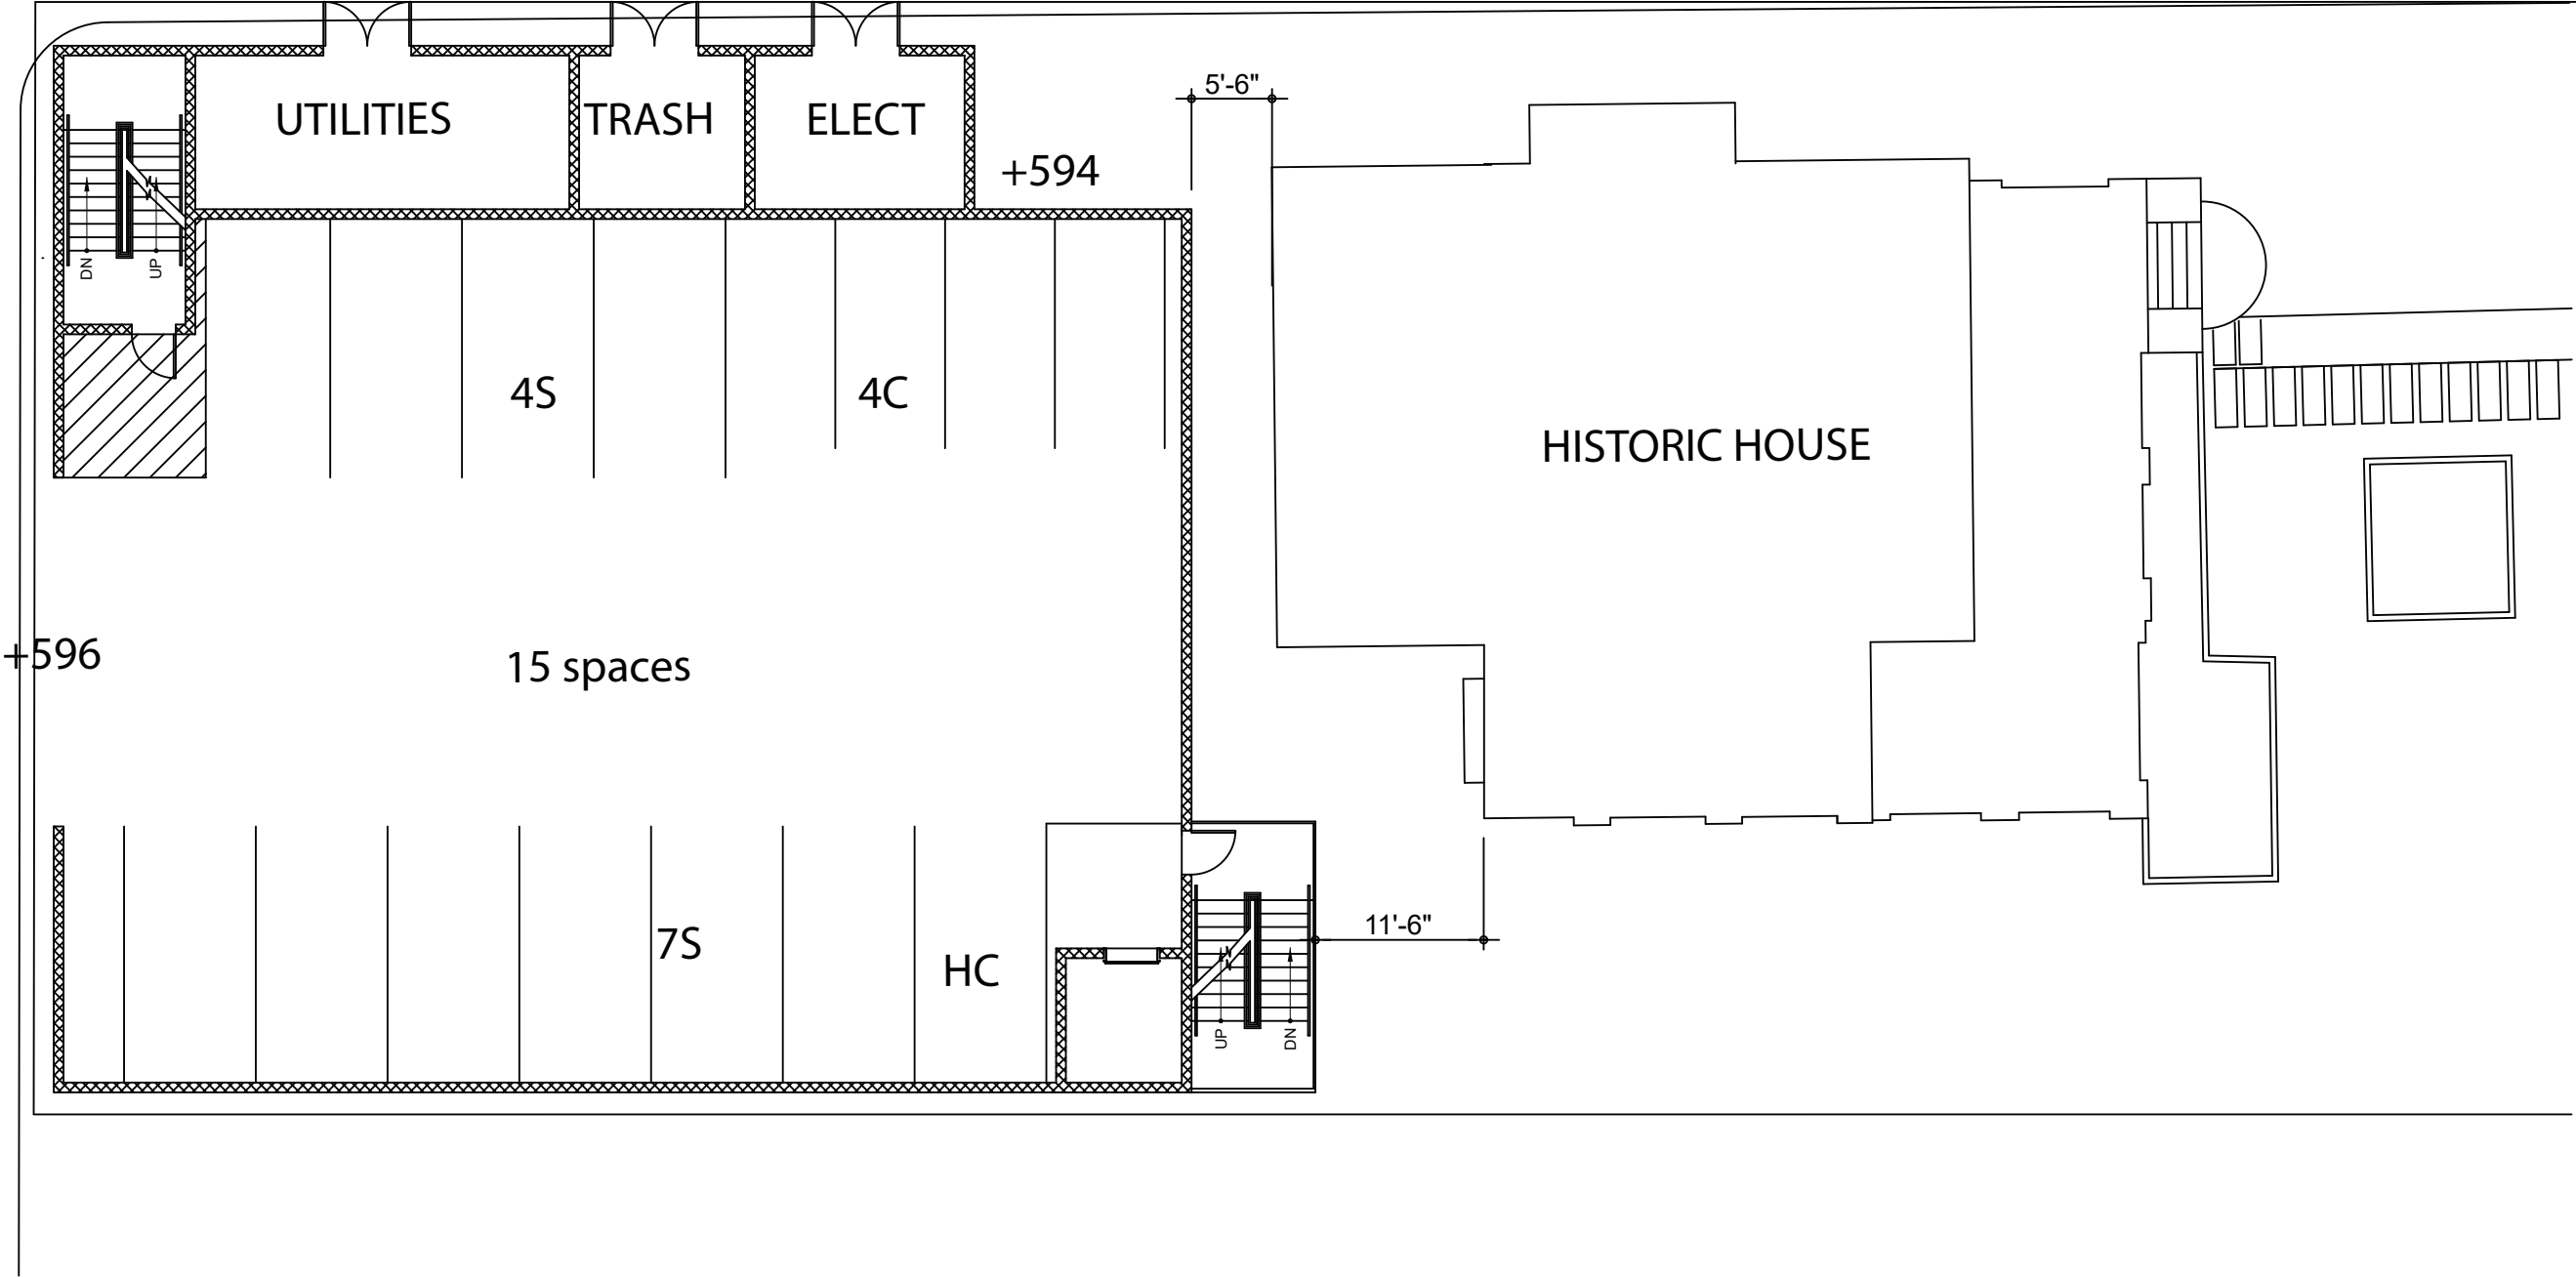 5'-6"
UTILITIES
TRASH
ELECT
+594
DN
UP
4S
4C
HISTORIC HOUSE
+596
15 spaces
7S
HC
11'-6"
UP
DN